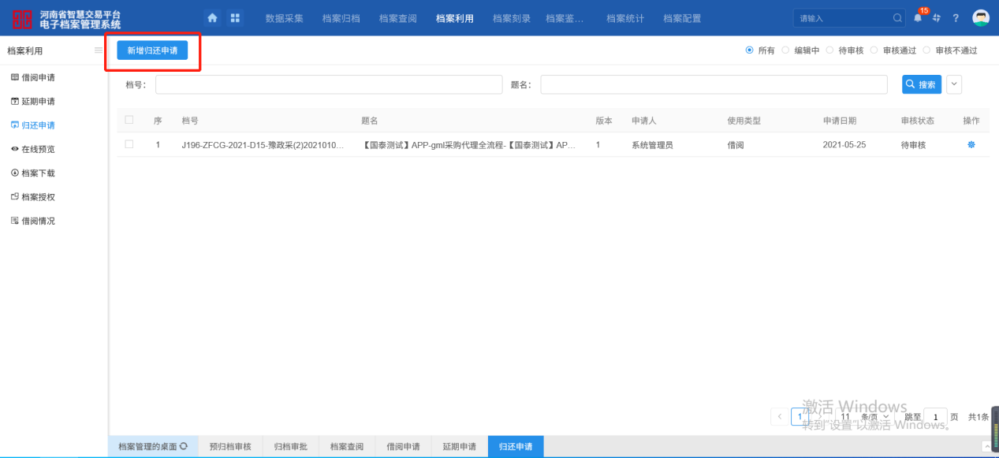 河南省智慧交易平台
电子档案管理系统
数据采集 档案归档 档案查阅 档案利用 档案刻录 档案鉴... 档案统计 档案配置
请输入
15
?
档案利用
借阅申请
延期申请
归还申请
在线预览
档案下载
档案授权
借阅情况
新增归还申请
所有 编辑中 待审核 审核通过 审核不通过
档号: 题名: 搜索
序 档号 题名 版本 申请人 使用类型 申请日期 审核状态 操作
1 J196-ZFCG-2021-D15-豫政采(2)2021010... 【国泰测试】APP-gml采购代理全流程-【国泰测试】AP... 1 系统管理员 借阅 2021-05-25 待审核
激活 Windows
1 11 条/页 跳至 1 页 共1条
转到"设置"以激活 Windows。
档案管理的桌面 预归档审核 归档审批 档案查阅 借阅申请 延期申请 归还申请